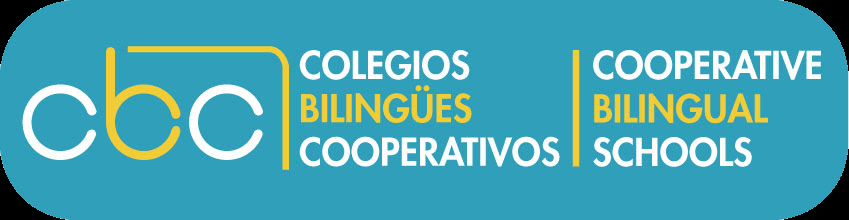 cbc
COLEGIOS
BILINGÜES
COOPERATIVOS
COOPERATIVE
BILINGUAL
SCHOOLS